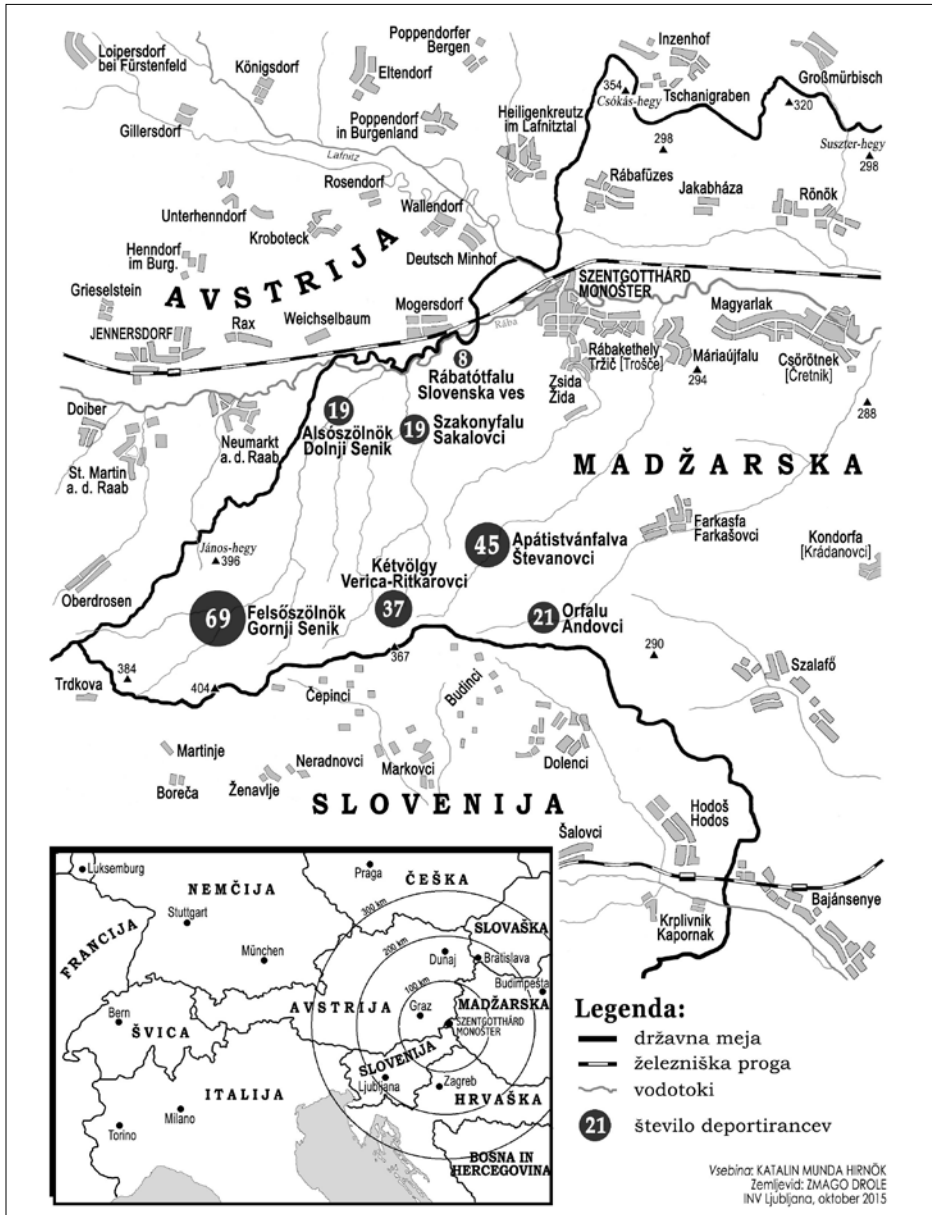 Loipersdorf
bei Fürstenfeld
Königsdorf
Poppendorfer
Bergen
Eltendorf
Inzenhof
Großmürbisch
354
Csókás-hegy
Tschanigraben
320
Gillersdorf
Poppendorf
in Burgenland
Heiligenkreutz
im Lafnitztal
298
Suszter-hegy
298
Lafnitz
Rosendorf
Rábafüzes
Jakabháza
Rönök
Unterhenndorf
Wallendorf
Kroboteck
Henndorf
im Burg.
Deutsch Minhof
AVSTRIJA
Grieselstein
SZENTGOTTHÁRD
MONOŠTER
JENNERSDORF
Rax
Weichselbaum
Mogersdorf
Rába
Magyarlak
8
Rábatótfalu
Slovenska ves
Rábakethely
Tržič [Trošče]
Máriaújfalu
294
Csörötnek
[Čretnik]
Zsida
Žida
288
Doiber
Neumarkt
a. d. Raab
19
Alsószölnök
Dolnji Senik
19
Szakonyfalu
Sakalovci
St. Martin
a. d. Raab
MADŽARSKA
János-hegy
396
45
Apátistvánfalva
Števanovci
Farkasfa
Farkašovci
Kondorfa
[Krádanovci]
Oberdrosen
Kétvölgy
Verica-Ritkarovci
37
69
Felsőszölnök
Gornji Senik
21
Orfalu
Andovci
367
290
384
Trdkova
404
Čepinci
Budinci
Szalafő
Martinje
Neradnovci
Markovci
Dolenci
Boreča
Ženavlje
SLOVENIJA
Hodoš
Hodos
Šalovci
Krplivnik
Kapornak
Bajánsenye
Luksemburg
Praga
ČEŠKA
NEMČIJA
300 km
Stuttgart
SLOVAŠKA
FRANCIJA
200 km
München
Dunaj
Bratislava
Budimpešta
100 km
AVSTRIJA
MADŽARSKA
Bern
Graz
SZENTGOTTHÁRD
MONOŠTER
ŠVICA
SLOVENIJA
Ljubljana
Zagreb
ITALIJA
HRVAŠKA
Milano
Torino
BOSNA IN
HERCEGOVINA
Legenda:
državna meja
železniška proga
vodotoki
21
število deportirancev
Vsebina: KATALIN MUNDA HIRNÖK
Zemljevid: ZMAGO DROLE
INV Ljubljana, oktober 2015